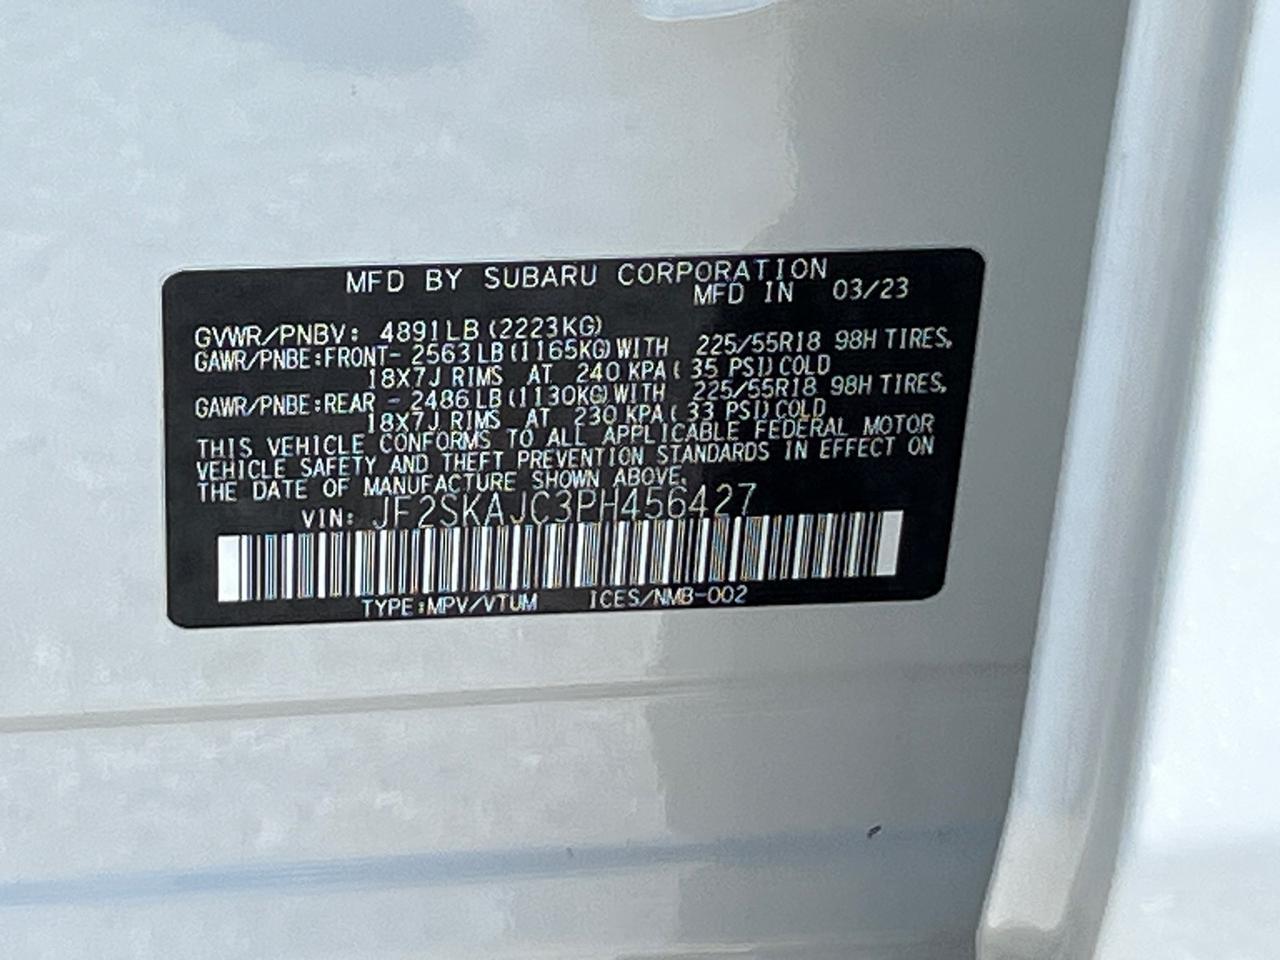 MFD BY SUBARU CORPORATION
MFD IN 03/23
GVWR/PNBV: 4891LB(2223KG)
GAWR/PNBE:FRONT- 2563LB(1165KG)WITH 225/55R18 98H TIRES,
18X7J RIMS AT 240 KPA( 35 PSI)COLD
GAWR/PNBE:REAR - 2486LB(1130KG)WITH 225/55R18 98H TIRES,
18X7J RIMS AT 230 KPA( 33 PSI)COLD
THIS VEHICLE CONFORMS TO ALL APPLICABLE FEDERAL MOTOR
VEHICLE SAFETY AND THEFT PREVENTION STANDARDS IN EFFECT ON
THE DATE OF MANUFACTURE SHOWN ABOVE.
VIN: JF2SKAJC3PH456427
TYPE:MPV/VTUM ICES/NMB-002